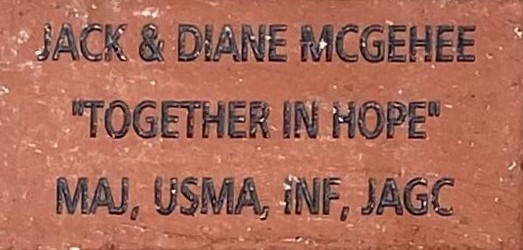 JACK & DIANE MCGEHEE
"TOGETHER IN HOPE"
MAJ, USMA, INF, JAGC